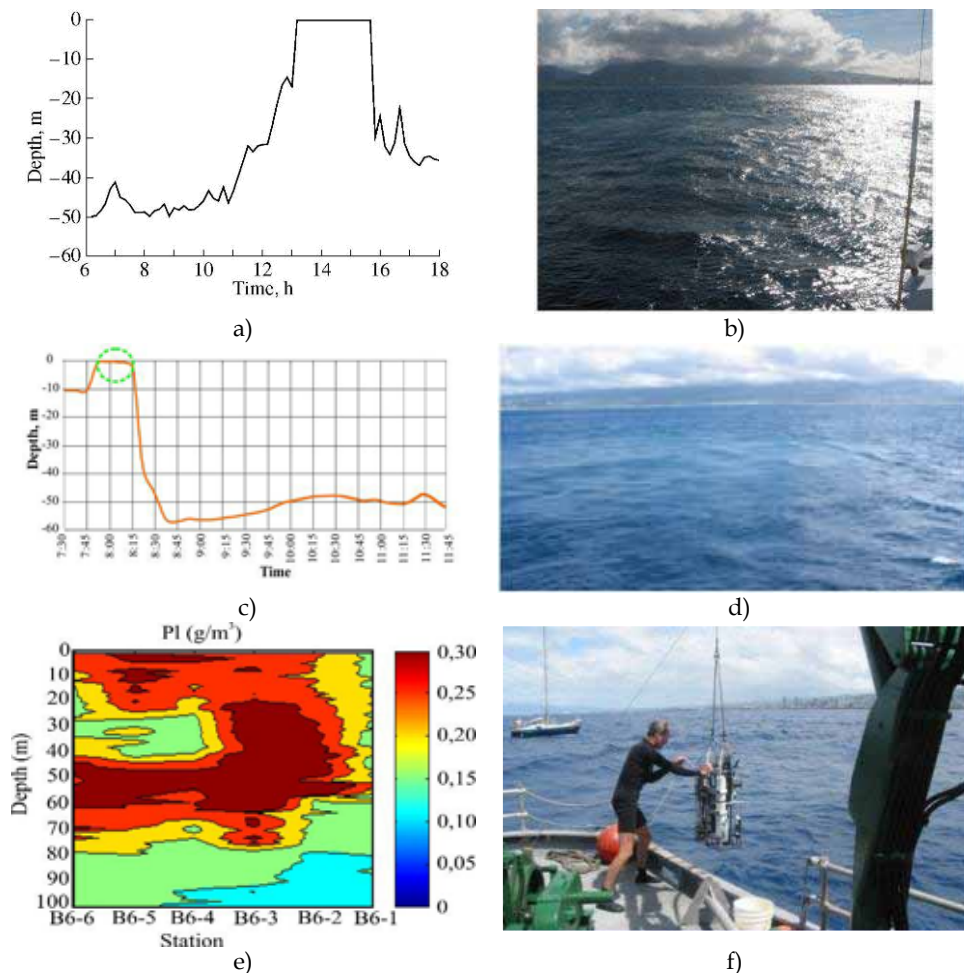 0
−10
−20
−30
−40
−50
−60
Depth, m
6 8 10 12 14 16 18
Time, h
a)
b)
0
-10
-20
-30
-40
-50
-60
Depth, m
7:30 7:45 8:00 8:15 8:30 8:45 9:00 9:15 9:30 9:45 10:00 10:15 10:30 10:45 11:00 11:15 11:30 11:45
Time
c)
d)
Pl (g/m³)
0
10
20
30
40
50
60
70
80
90
100
Depth (m)
B6-6 B6-5 B6-4 B6-3 B6-2 B6-1
Station
0,30
0,25
0,20
0,15
0,10
0,05
0
e)
f)